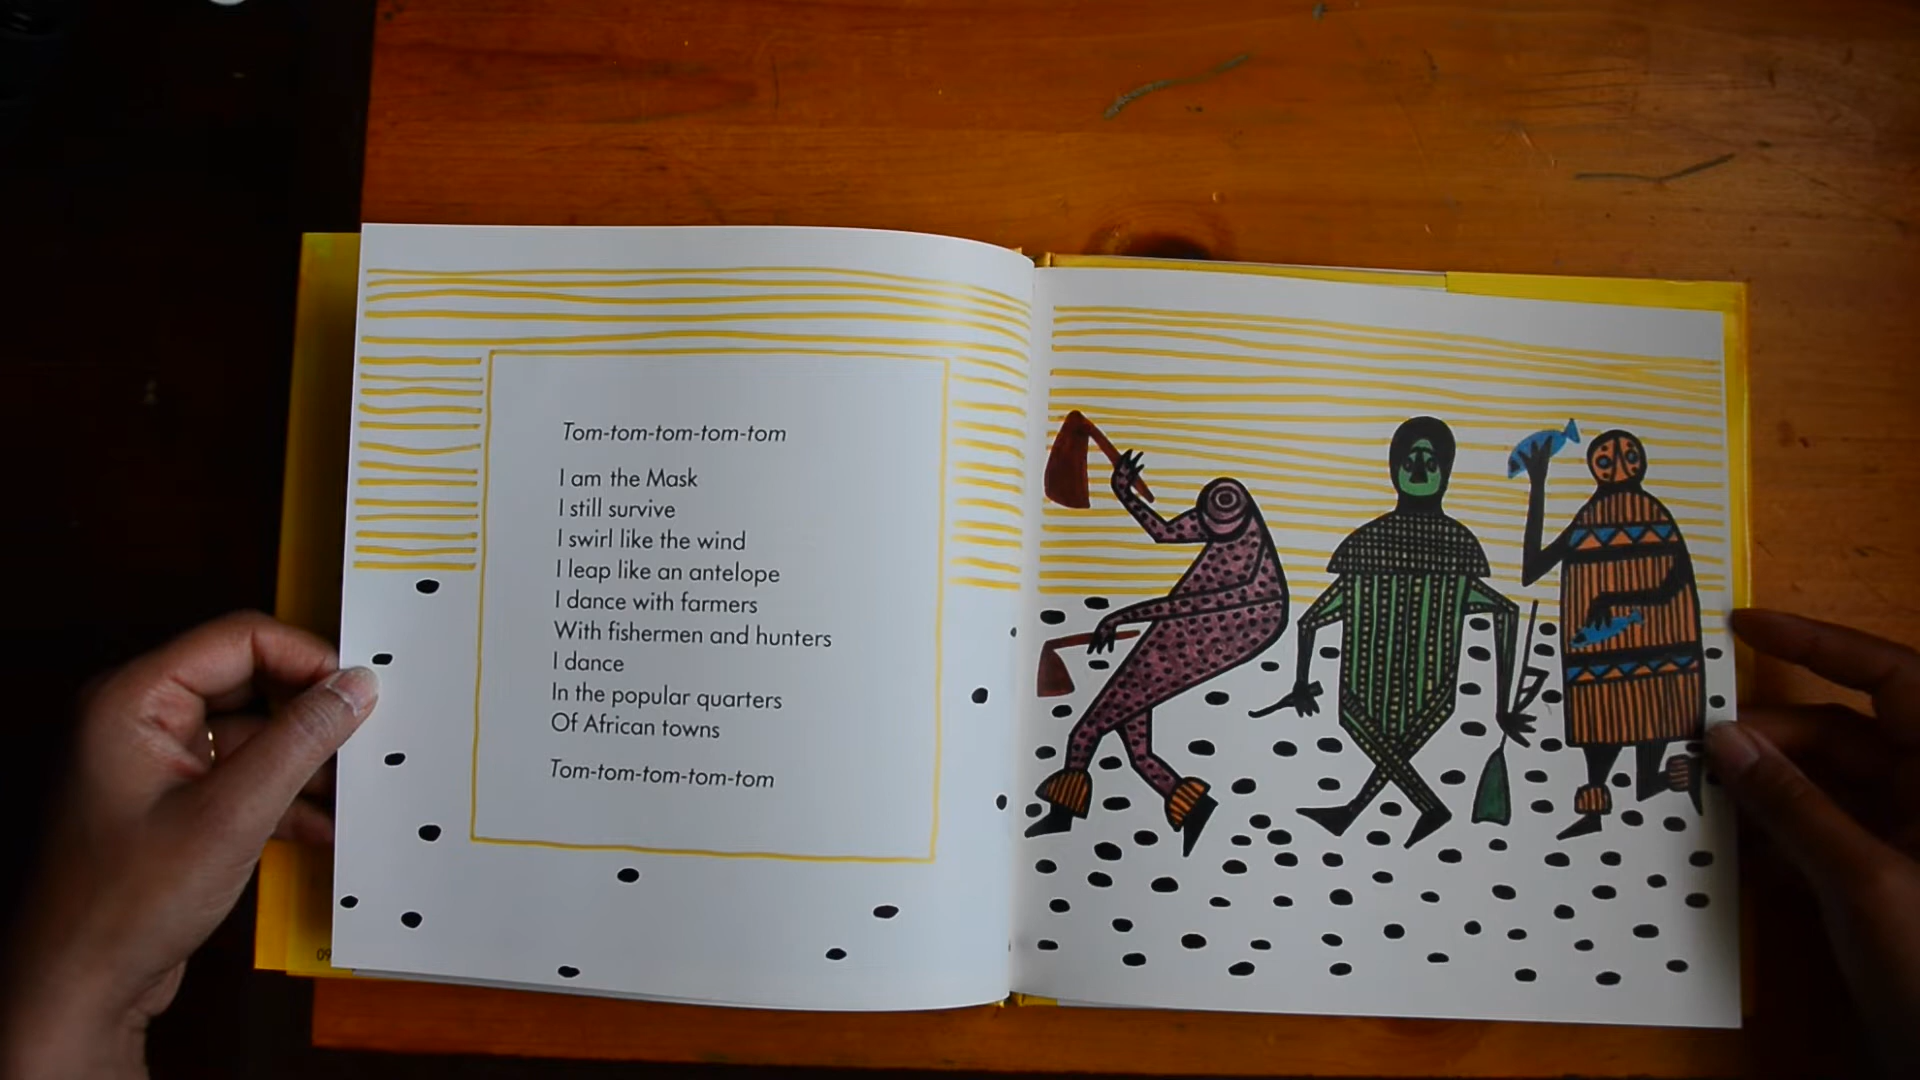 Tom-tom-tom-tom-tom
I am the Mask
I still survive
I swirl like the wind
I leap like an antelope
I dance with farmers
With fishermen and hunters
I dance
In the popular quarters
Of African towns
Tom-tom-tom-tom-tom
09